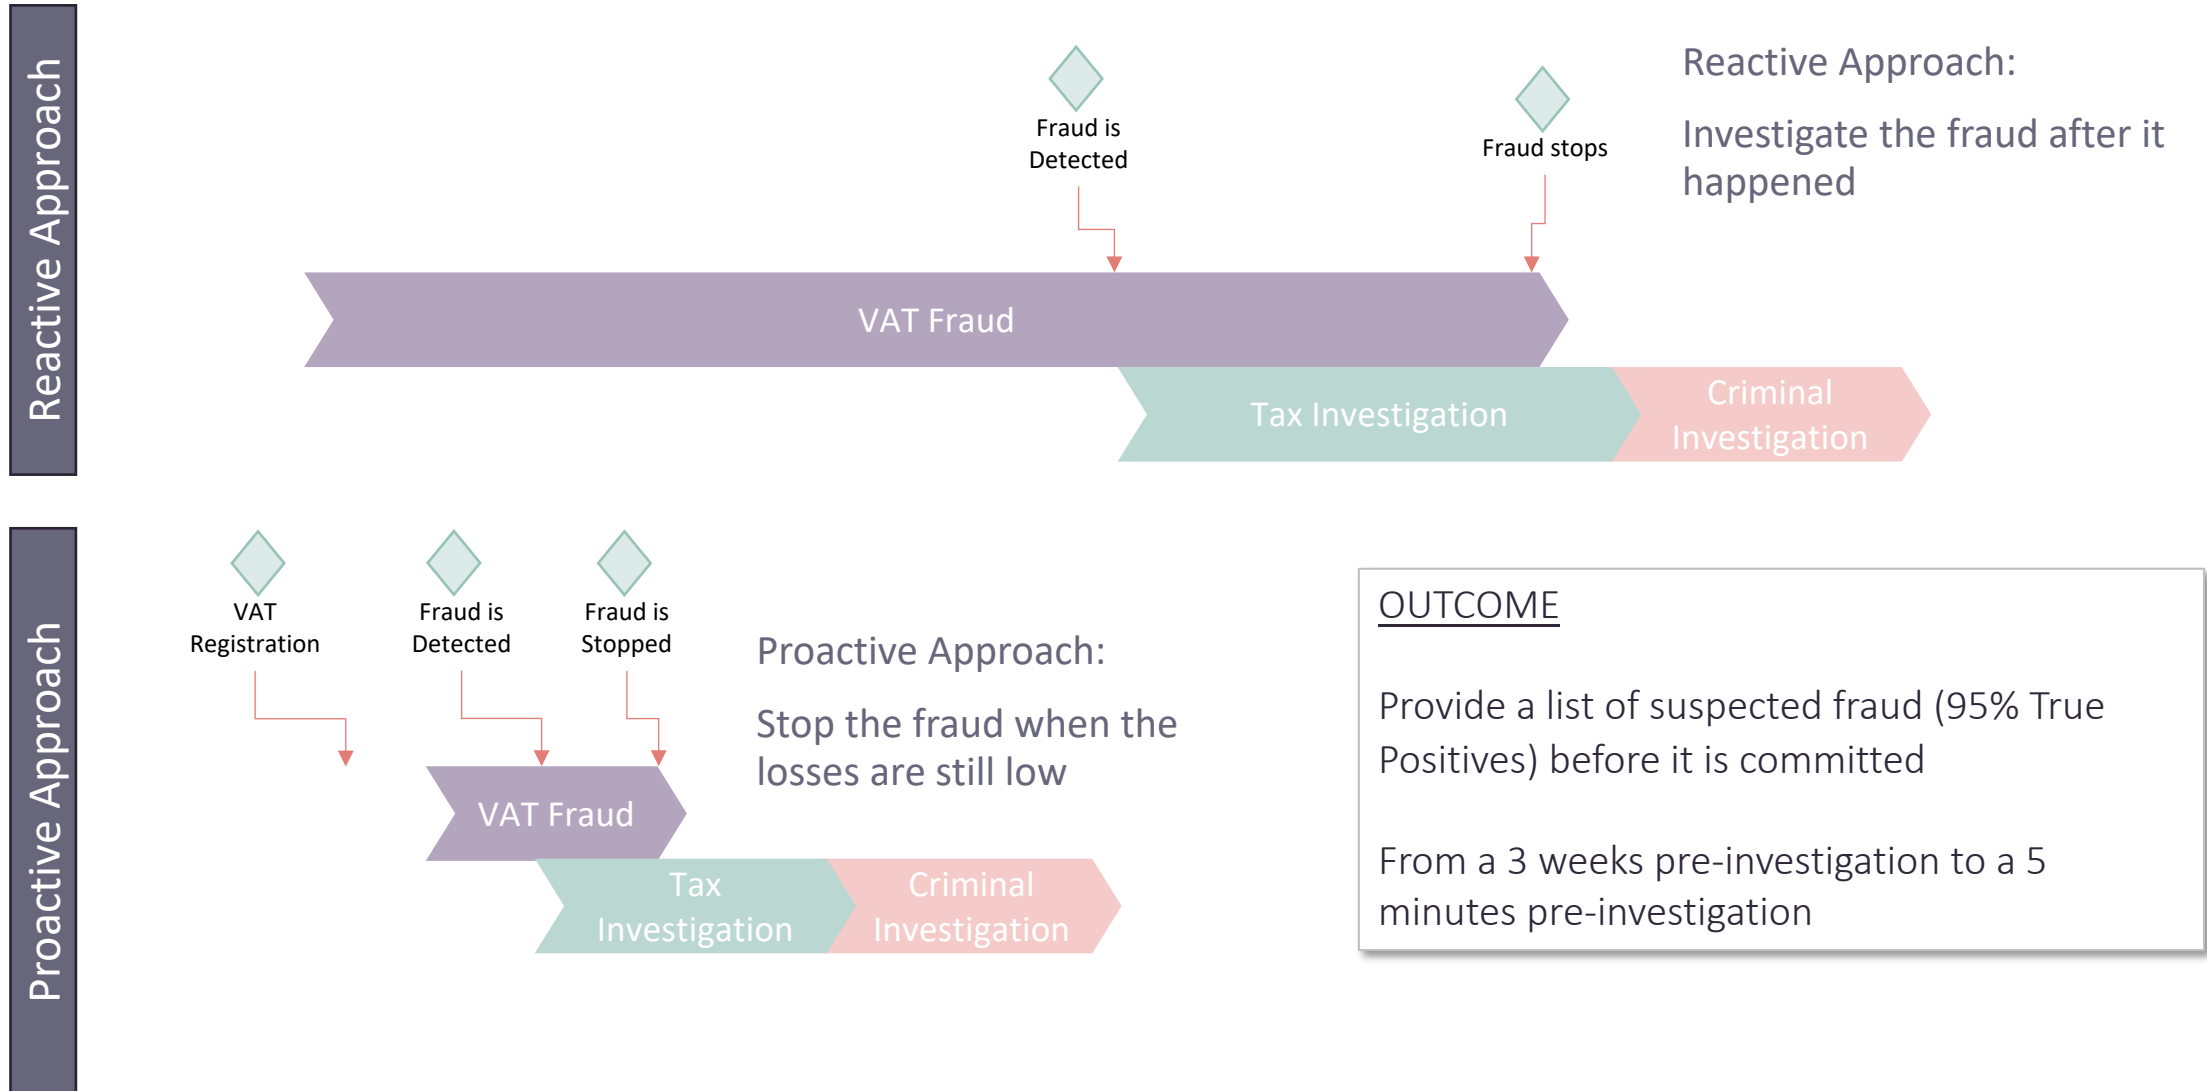 Reactive Approach
Fraud is
Detected
Fraud stops
Reactive Approach:
Investigate the fraud after it
happened
VAT Fraud
Tax Investigation
Criminal
Investigation
Proactive Approach
VAT
Registration
Fraud is
Detected
Fraud is
Stopped
Proactive Approach:
Stop the fraud when the
losses are still low
VAT Fraud
Tax
Investigation
Criminal
Investigation
OUTCOME
Provide a list of suspected fraud (95% True
Positives) before it is committed
From a 3 weeks pre-investigation to a 5
minutes pre-investigation